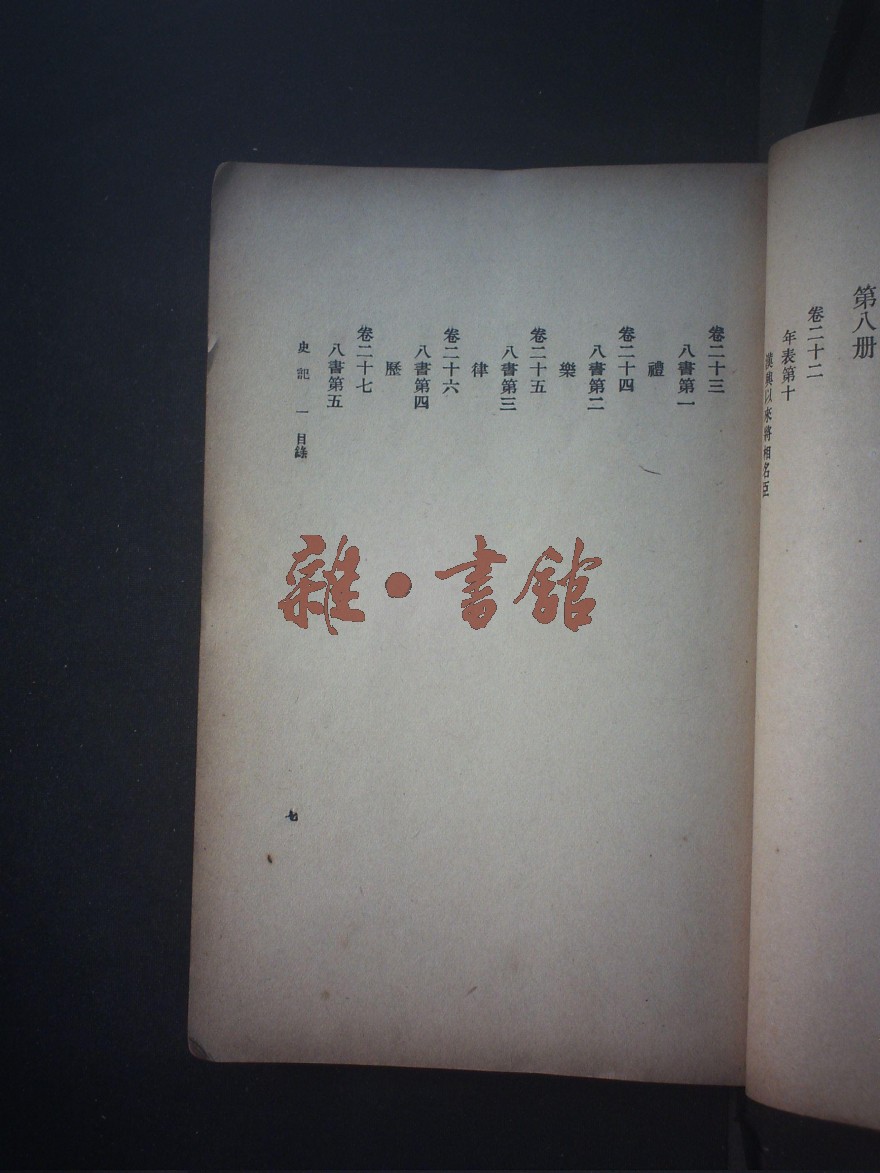 第八册
卷二十二
年表第十
漢興以來將相名臣
卷二十三
八書第一
禮
卷二十四
八書第二
樂
卷二十五
八書第三
律
卷二十六
八書第四
歷
卷二十七
八書第五
史記 一 目錄
七
雜·書館